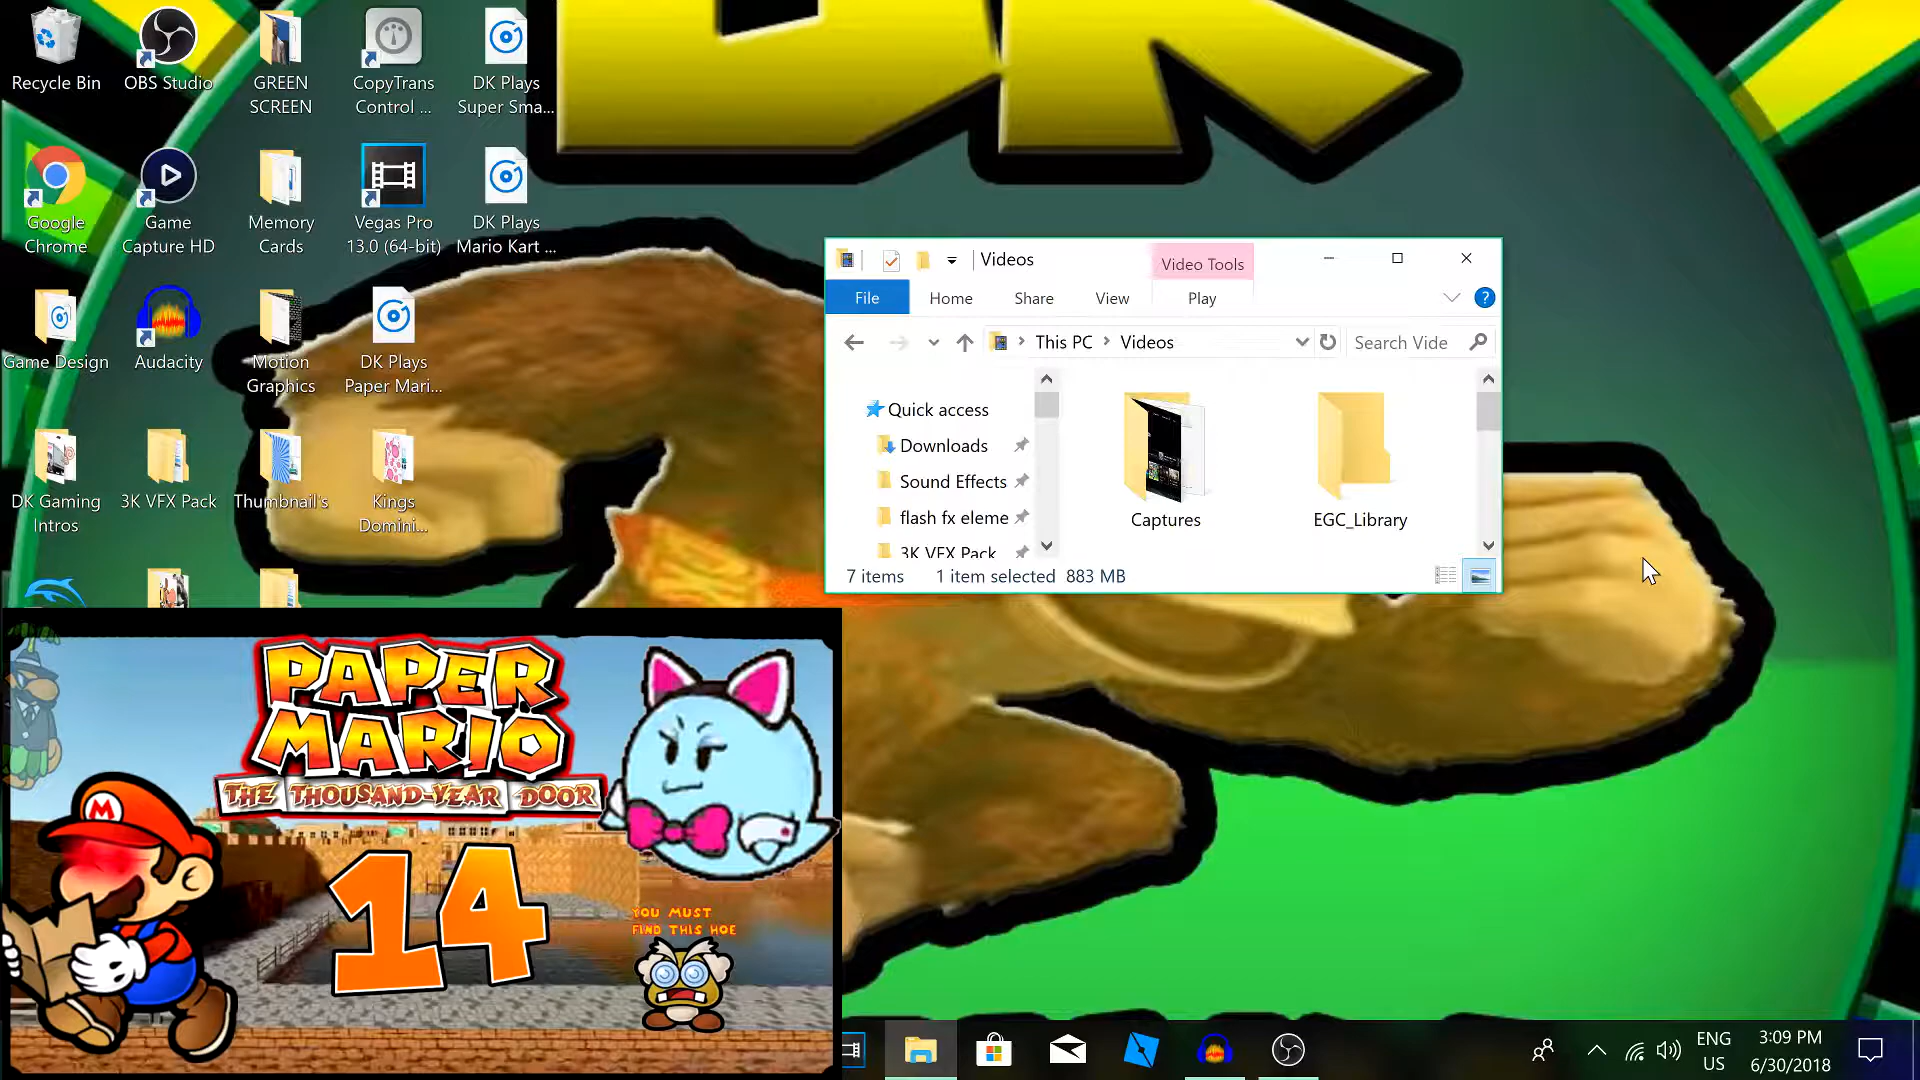 DK
Recycle Bin
OBS Studio
GREEN
SCREEN
CopyTrans
Control ...
DK Plays
Super Sma...
Google
Chrome
Game
Capture HD
Memory
Cards
Vegas Pro
13.0 (64-bit)
DK Plays
Mario Kart ...
Game Design
Audacity
Motion
Graphics
DK Plays
Paper Mari...
DK Gaming
Intros
3K VFX Pack
Thumbnail's
Kings
Domini...
Videos
Video Tools
File
Home
Share
View
Play
This PC
Videos
Search Vide
Quick access
Downloads
Sound Effects
flash fx eleme
3K VFX Pack
Captures
EGC_Library
7 items
1 item selected 883 MB
PAPER
MARIO
THE THOUSAND-YEAR DOOR
M
14
YOU MUST
FIND THIS HOE
ENG
US
3:09 PM
6/30/2018